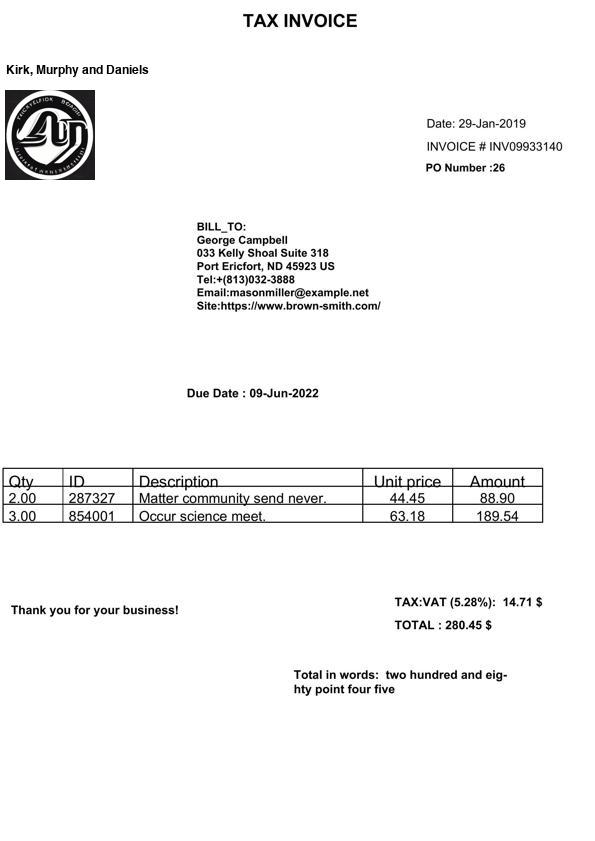 TAX INVOICE
Kirk, Murphy and Daniels
Date: 29-Jan-2019
INVOICE # INV09933140
PO Number :26
BILL_TO:
George Campbell
033 Kelly Shoal Suite 318
Port Ericfort, ND 45923 US
Tel:+(813)032-3888
Email:masonmiller@example.net
Site:https://www.brown-smith.com/
Due Date : 09-Jun-2022
Qty ID Description Unit price Amount
2.00 287327 Matter community send never. 44.45 88.90
3.00 854001 Occur science meet. 63.18 189.54
TAX:VAT (5.28%): 14.71 $
Thank you for your business!
TOTAL : 280.45 $
Total in words: two hundred and eig-
hty point four five